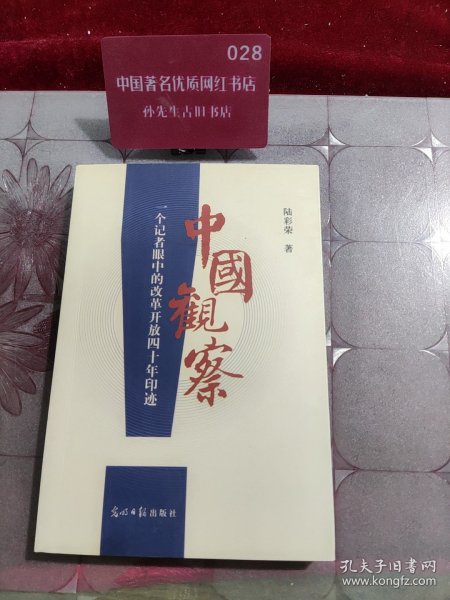 028
中国著名优质网红书店
孙先生古旧书店
陆彩荣 著
中國觀察
一个记者眼中的改革开放四十年印迹
光明日报出版社
孔夫子旧书网
www.kongfz.com